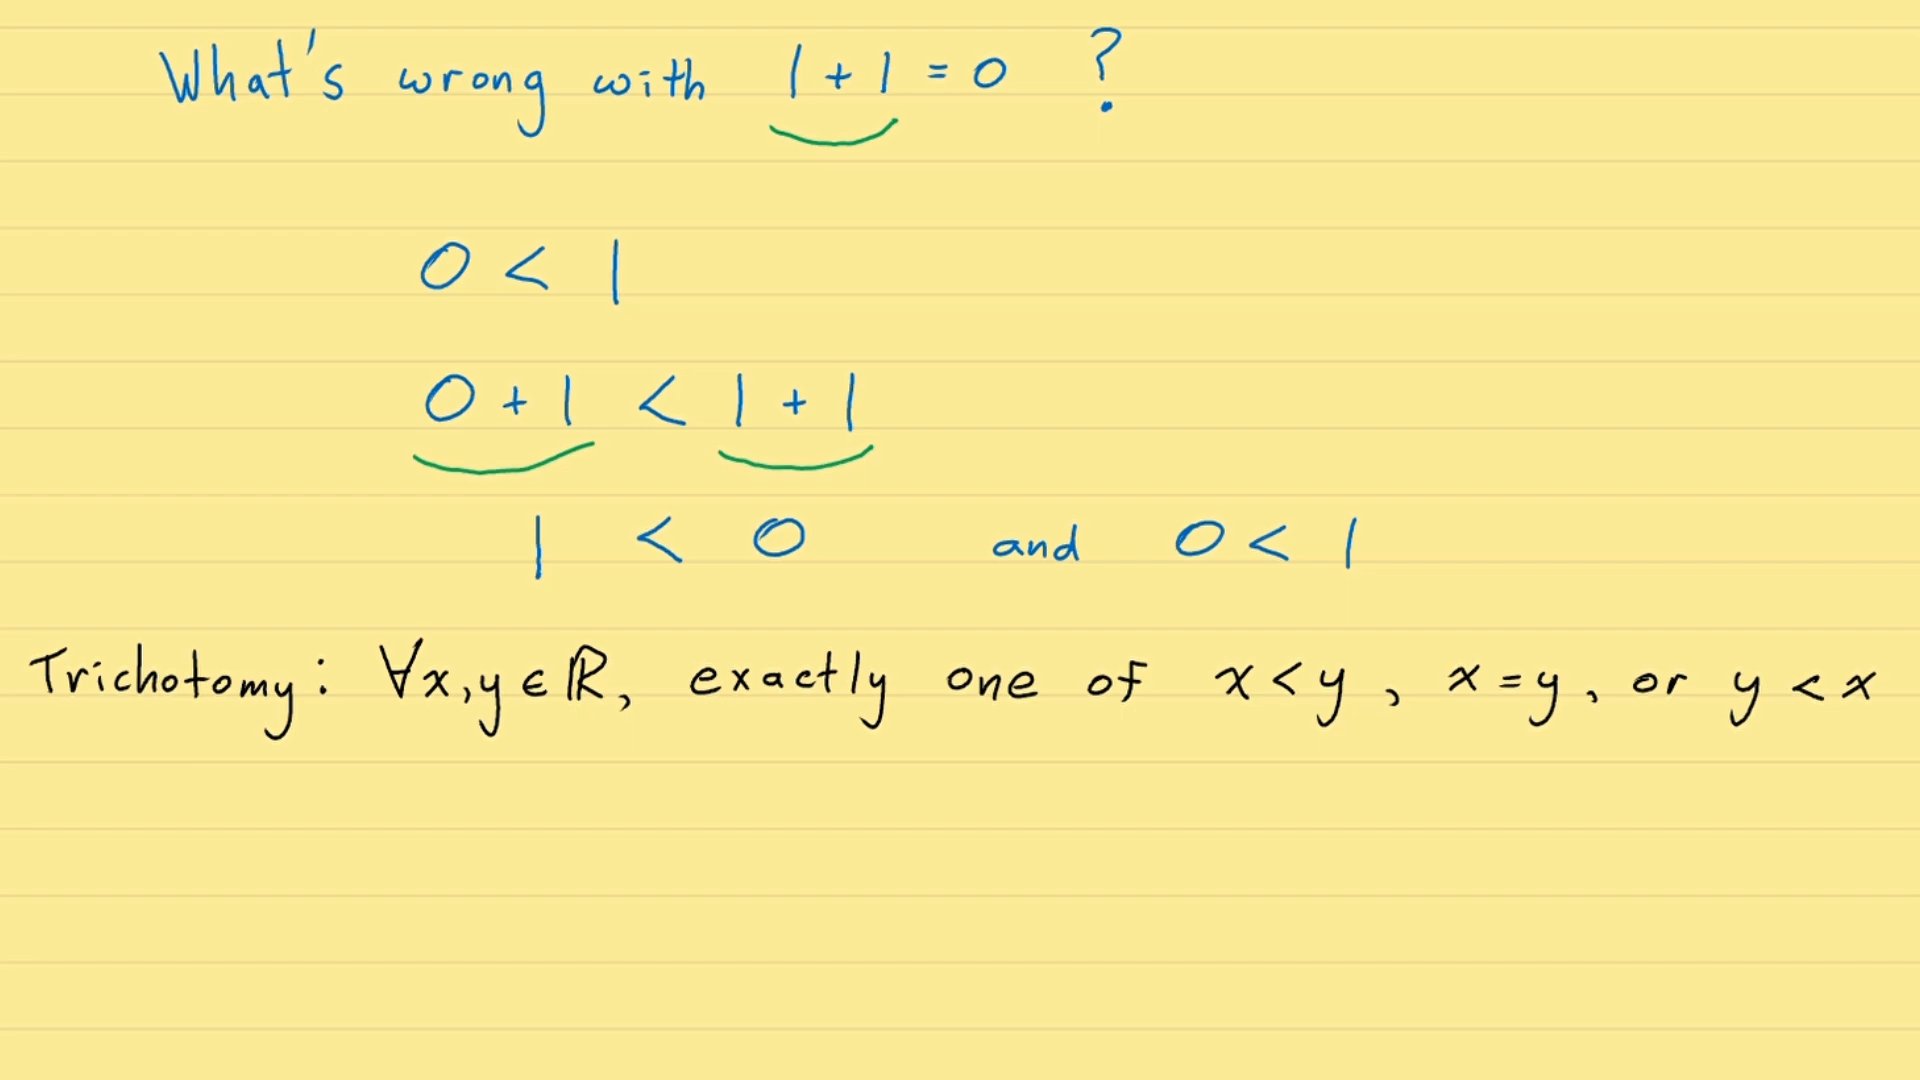 What's wrong with 1 + 1 = 0 ?
0 < 1
0 + 1 < 1 + 1
1 < 0 and 0 < 1
Trichotomy: ∀x, y ∈ ℝ, exactly one of x < y, x = y, or y < x